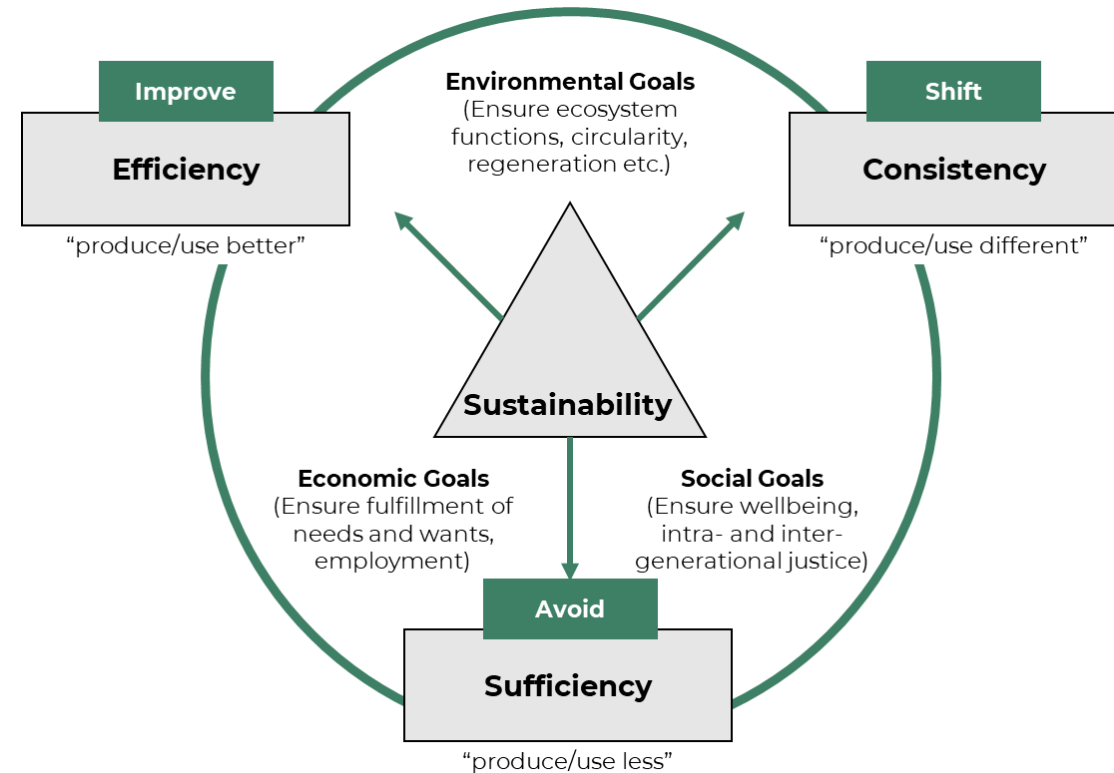 Improve
Efficiency
“produce/use better”
Environmental Goals
(Ensure ecosystem
functions, circularity,
regeneration etc.)
Shift
Consistency
“produce/use different”
Sustainability
Economic Goals
(Ensure fulfillment of
needs and wants,
employment)
Social Goals
(Ensure wellbeing,
intra- and inter-
generational justice)
Avoid
Sufficiency
“produce/use less”